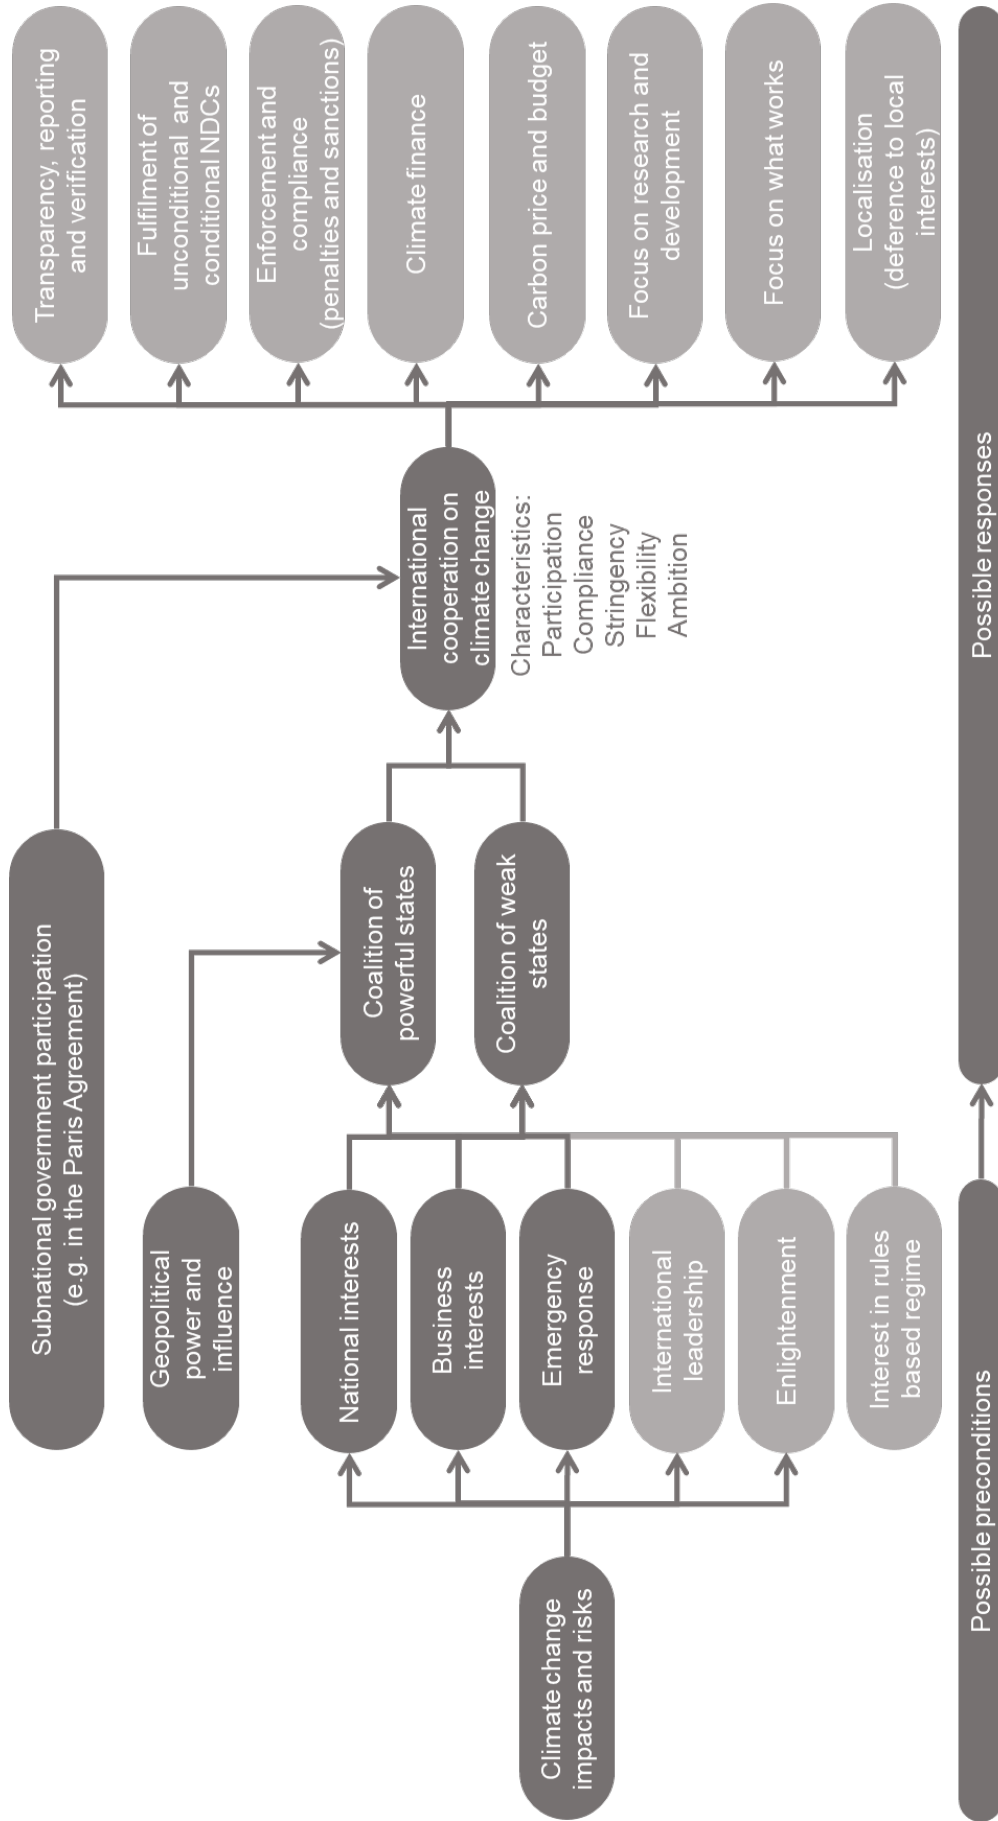 Subnational government participation
(e.g. in the Paris Agreement)
Geopolitical
power and
influence
Climate change
impacts and risks
National interests
Business
interests
Emergency
response
International
leadership
Enlightenment
Interest in rules
based regime
Coalition of
powerful states
Coalition of weak
states
International
cooperation on
climate change
Characteristics:
Participation
Compliance
Stringency
Flexibility
Ambition
Transparency, reporting
and verification
Fulfilment of
unconditional and
conditional NDCs
Enforcement and
compliance
(penalties and sanctions)
Climate finance
Carbon price and budget
Focus on research and
development
Focus on what works
Localisation
(deference to local
interests)
Possible preconditions
Possible responses